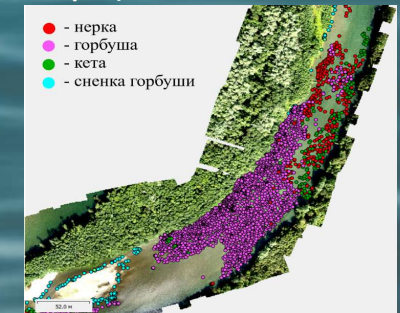 - нерка
- горбуша
- кета
- сненка горбуши
52.0 м